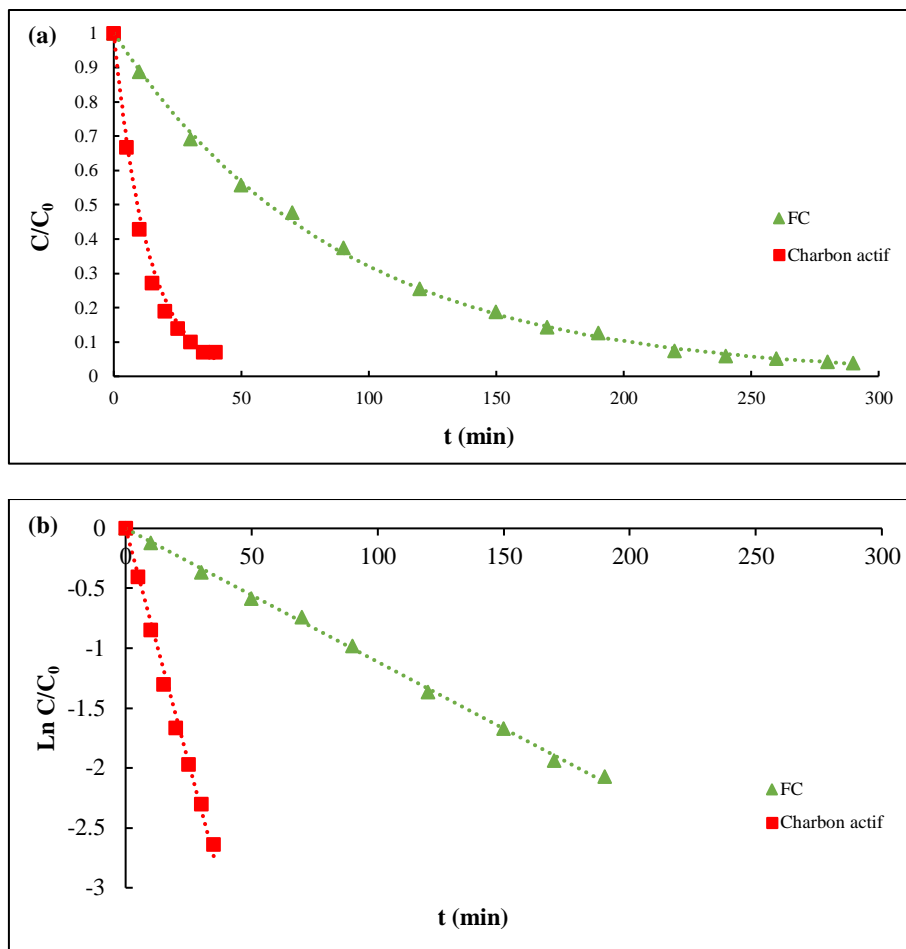 (a)
1
0.9
0.8
0.7
0.6
0.5
0.4
0.3
0.2
0.1
0
C/C₀
0 50 100 150 200 250 300
t (min)
FC
Charbon actif
(b)
0 50 100 150 200 250 300
0
-0.5
-1
-1.5
-2
-2.5
-3
Ln C/C₀
FC
Charbon actif
t (min)